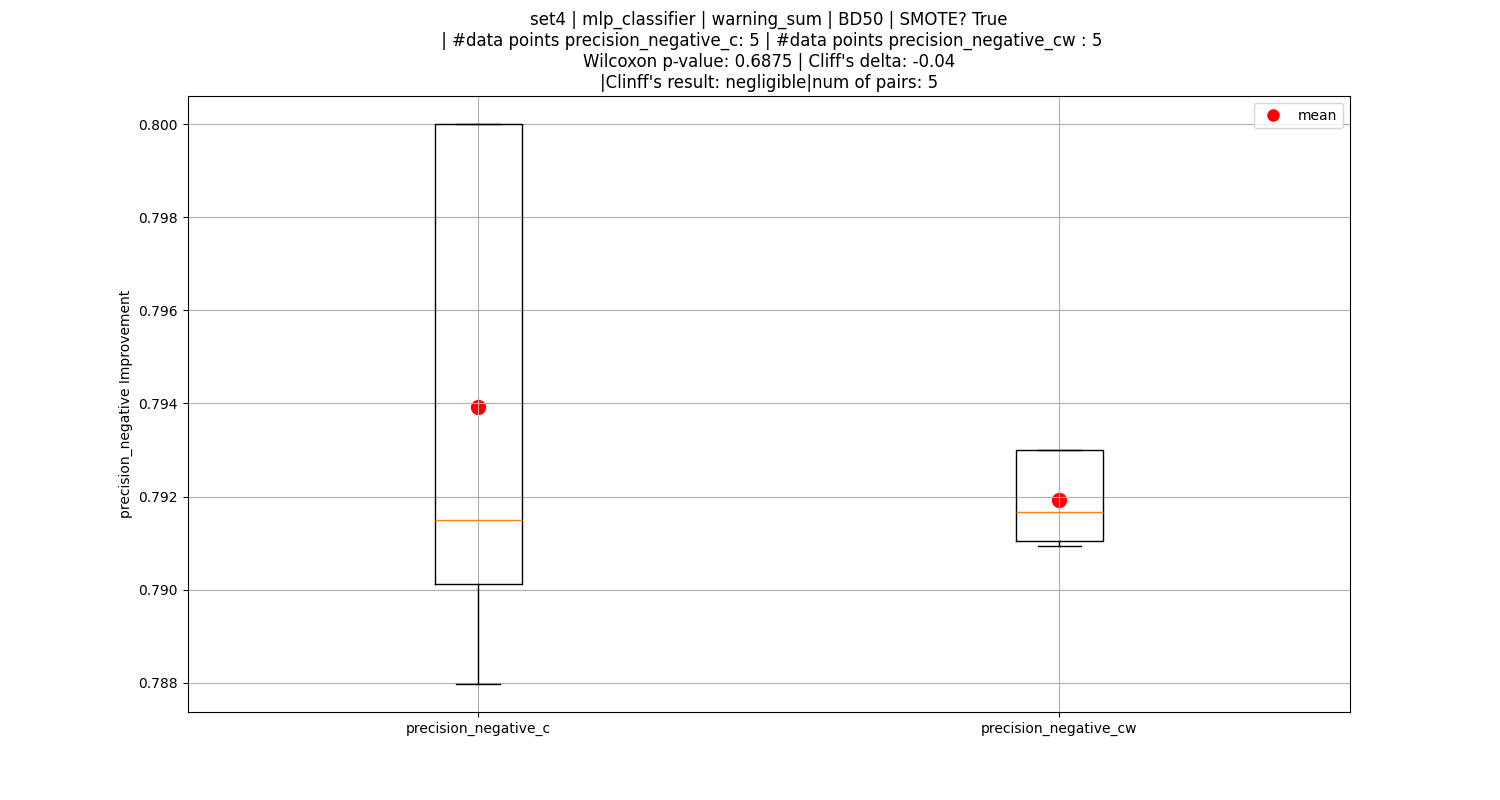 set4 | mlp_classifier | warning_sum | BD50 | SMOTE? True
| #data points precision_negative_c: 5 | #data points precision_negative_cw : 5
Wilcoxon p-value: 0.6875 | Cliff's delta: -0.04
|Clinff's result: negligible|num of pairs: 5
mean
0.800
0.798
0.796
0.794
0.792
0.790
0.788
precision_negative Improvement
precision_negative_c
precision_negative_cw